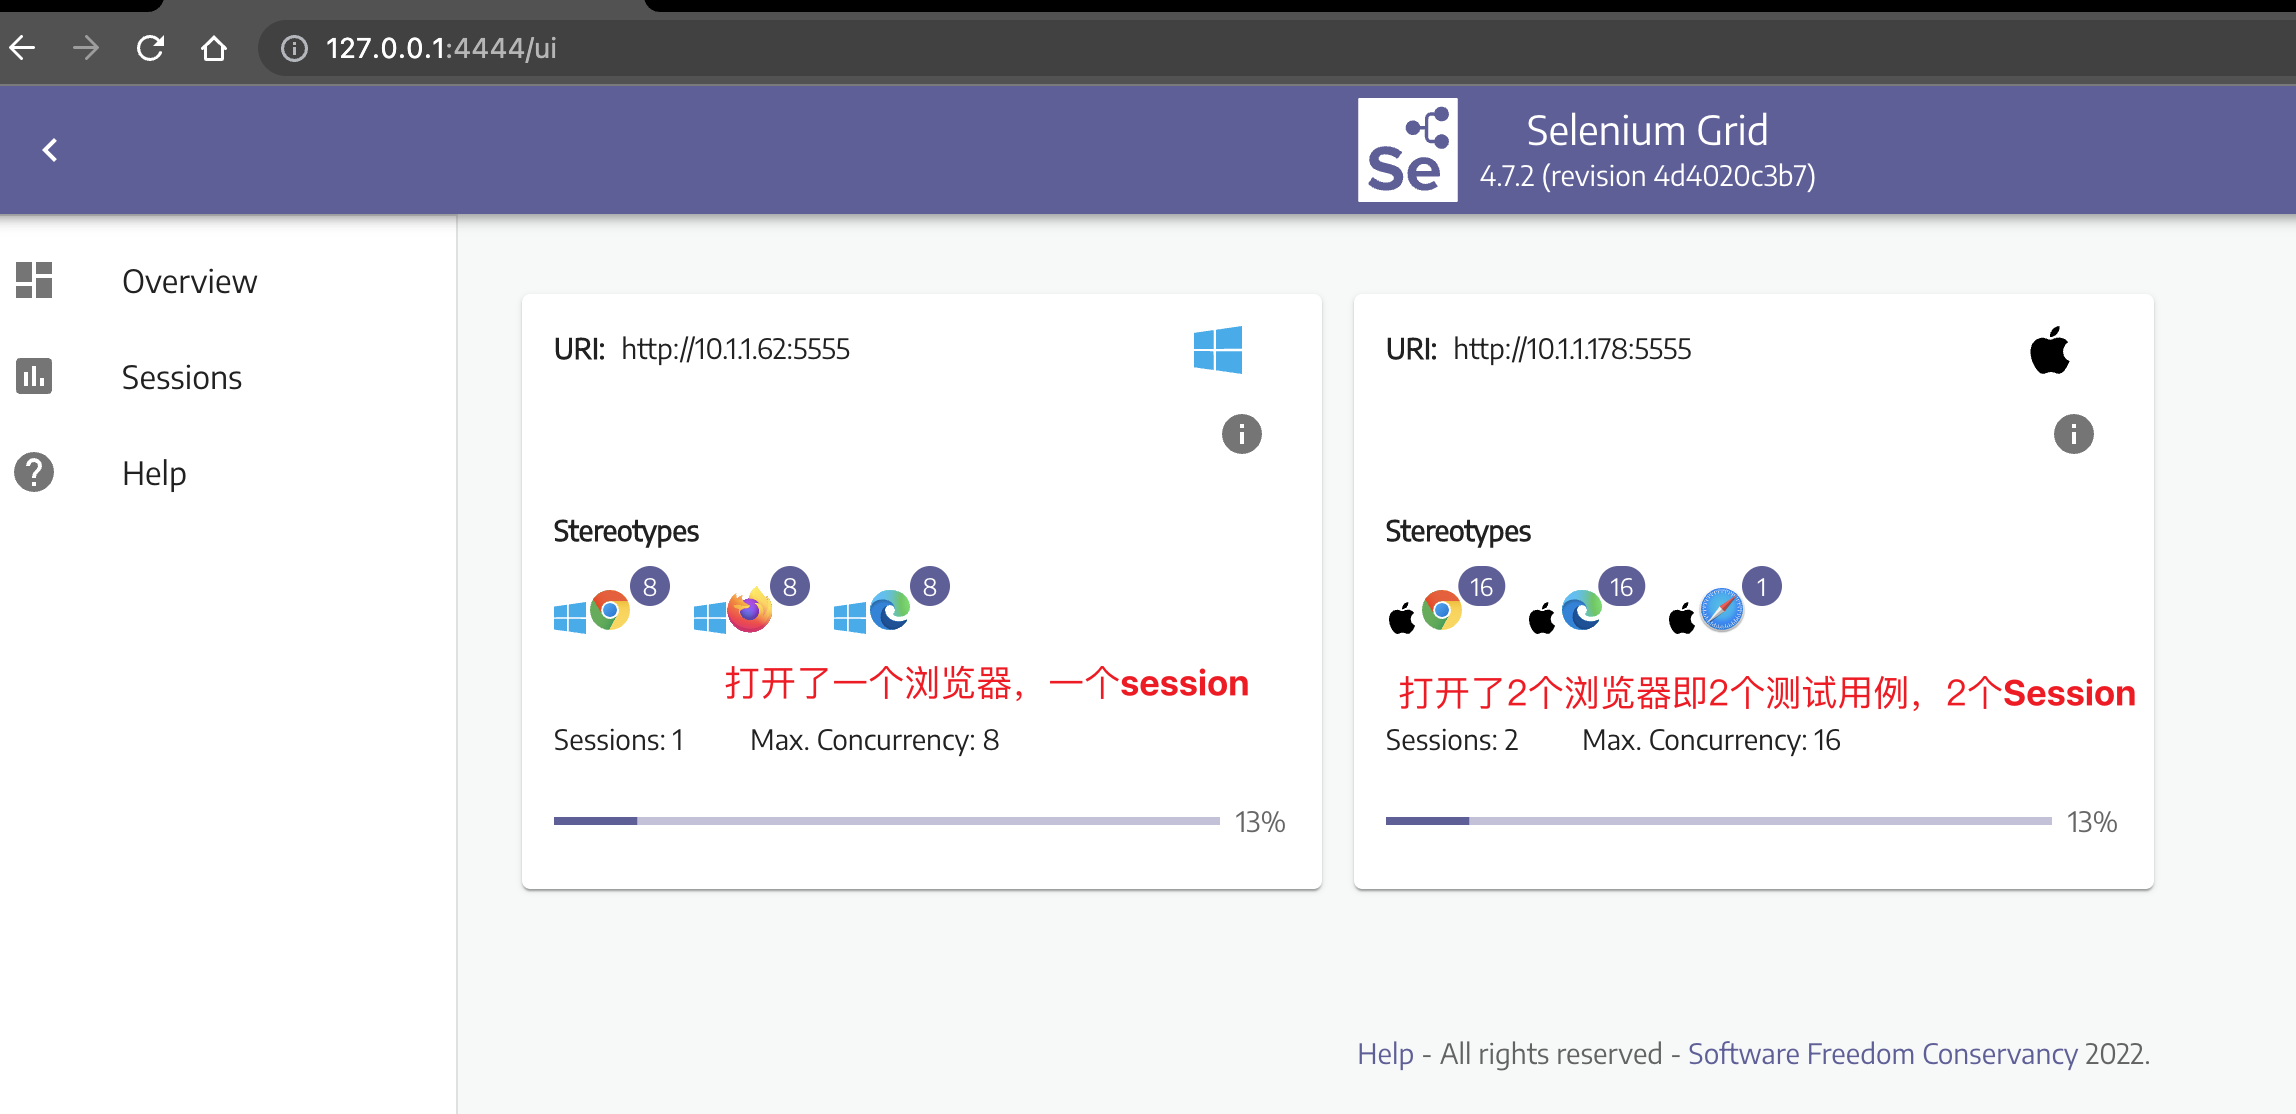 127.0.0.1:4444/ui
Se
Selenium Grid
4.7.2 (revision 4d4020c3b7)
Overview
Sessions
Help
URI: http://10.1.1.62:5555
Stereotypes
8 8 8
打开了一个浏览器，一个session
Sessions: 1 Max. Concurrency: 8
13%
URI: http://10.1.1.178:5555
Stereotypes
16 16 1
打开了2个浏览器即2个测试用例，2个Session
Sessions: 2 Max. Concurrency: 16
13%
Help - All rights reserved - Software Freedom Conservancy 2022.